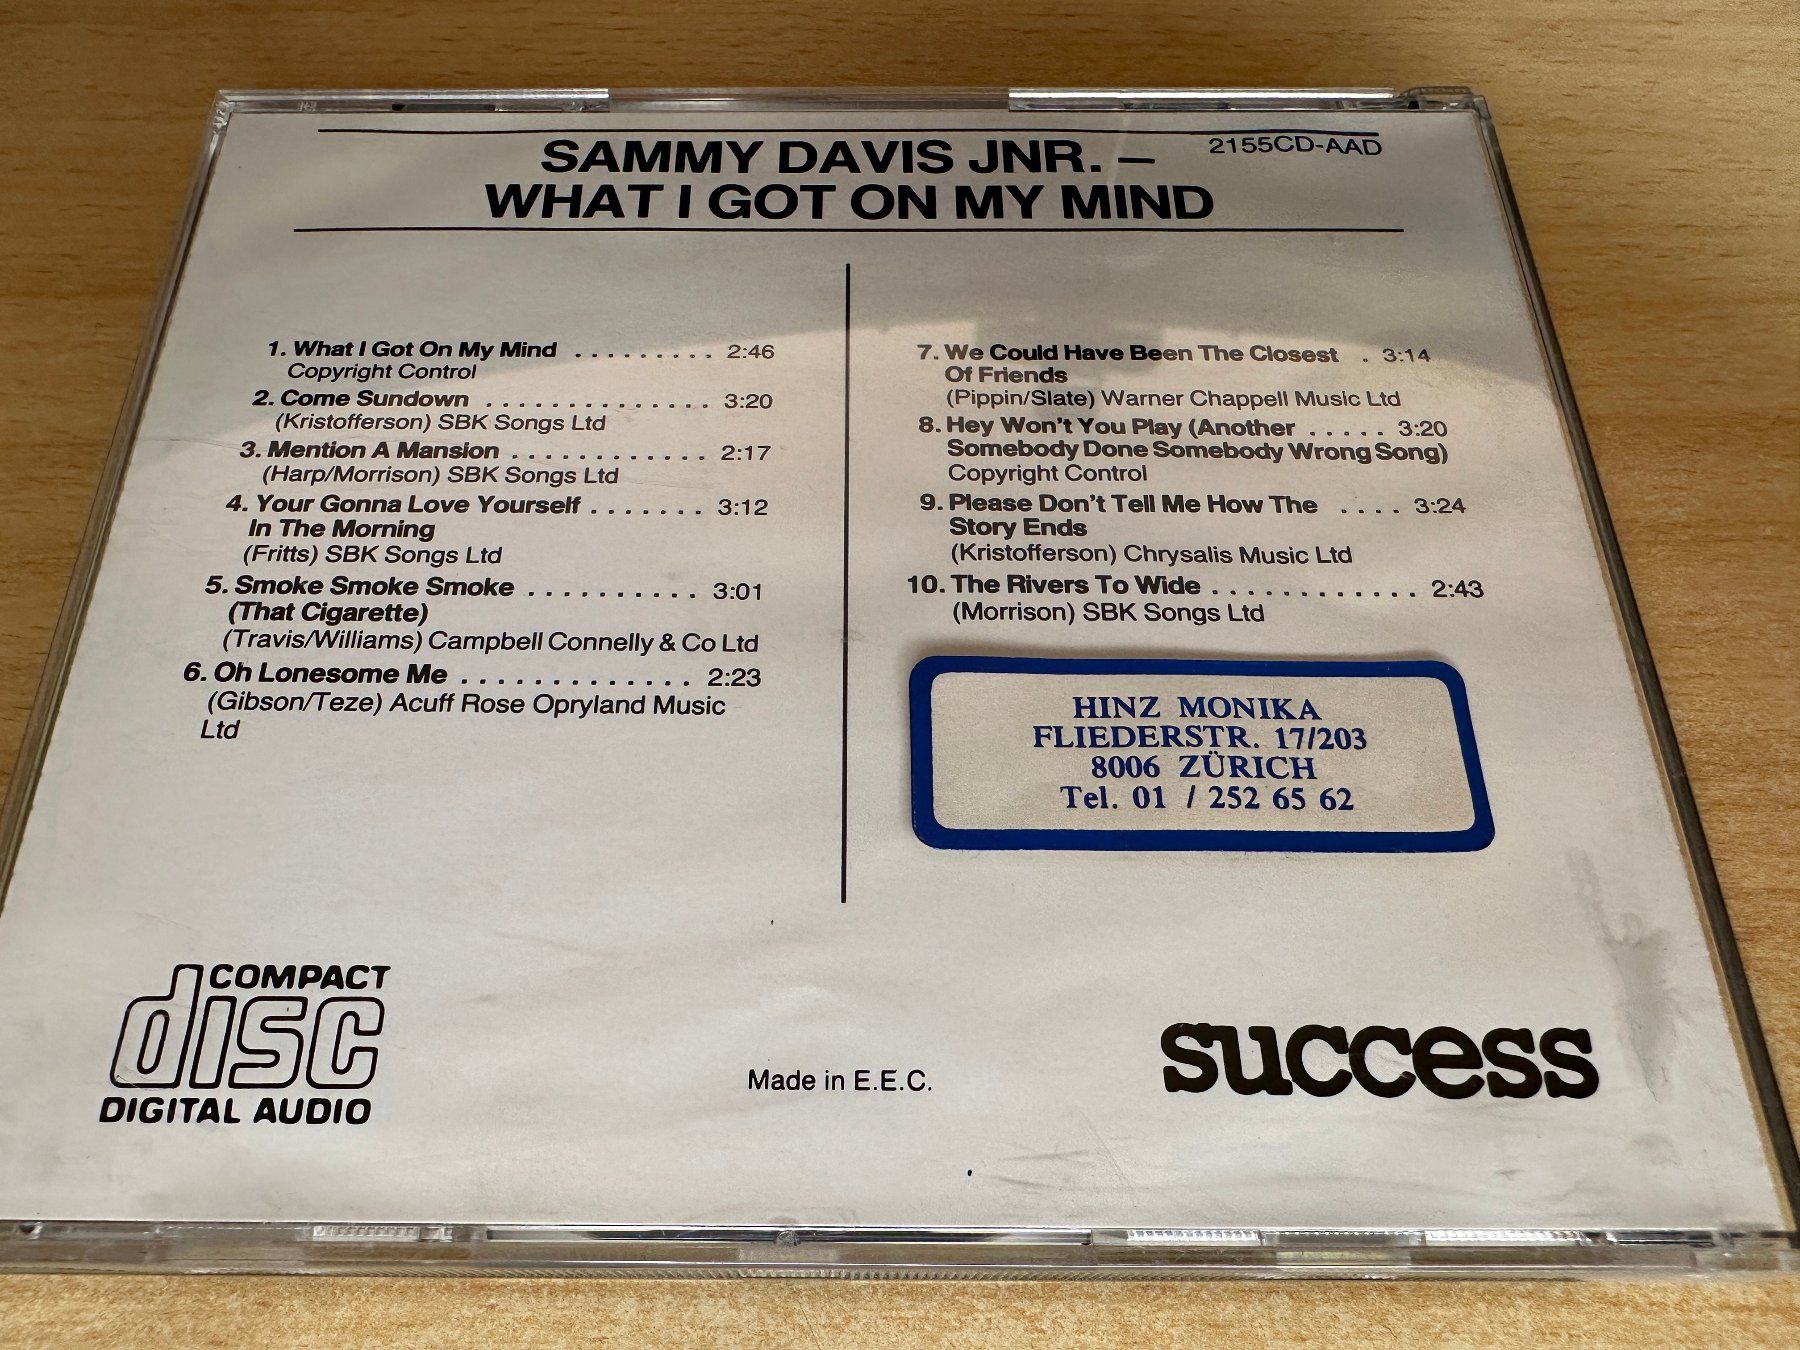 SAMMY DAVIS JNR. –
2155CD-AAD
WHAT I GOT ON MY MIND
1. What I Got On My Mind ......... 2:46
Copyright Control
2. Come Sundown .............. 3:20
(Kristofferson) SBK Songs Ltd
3. Mention A Mansion ............ 2:17
(Harp/Morrison) SBK Songs Ltd
4. Your Gonna Love Yourself ....... 3:12
In The Morning
(Fritts) SBK Songs Ltd
5. Smoke Smoke Smoke .......... 3:01
(That Cigarette)
(Travis/Williams) Campbell Connelly & Co Ltd
6. Oh Lonesome Me ............. 2:23
(Gibson/Teze) Acuff Rose Opryland Music
Ltd
7. We Could Have Been The Closest . 3:14
Of Friends
(Pippin/Slate) Warner Chappell Music Ltd
8. Hey Won't You Play (Another ..... 3:20
Somebody Done Somebody Wrong Song)
Copyright Control
9. Please Don't Tell Me How The .... 3:24
Story Ends
(Kristofferson) Chrysalis Music Ltd
10. The Rivers To Wide ............ 2:43
(Morrison) SBK Songs Ltd
HINZ MONIKA
FLIEDERSTR. 17/203
8006 ZÜRICH
Tel. 01 / 252 65 62
COMPACT
disc
DIGITAL AUDIO
Made in E.E.C.
success